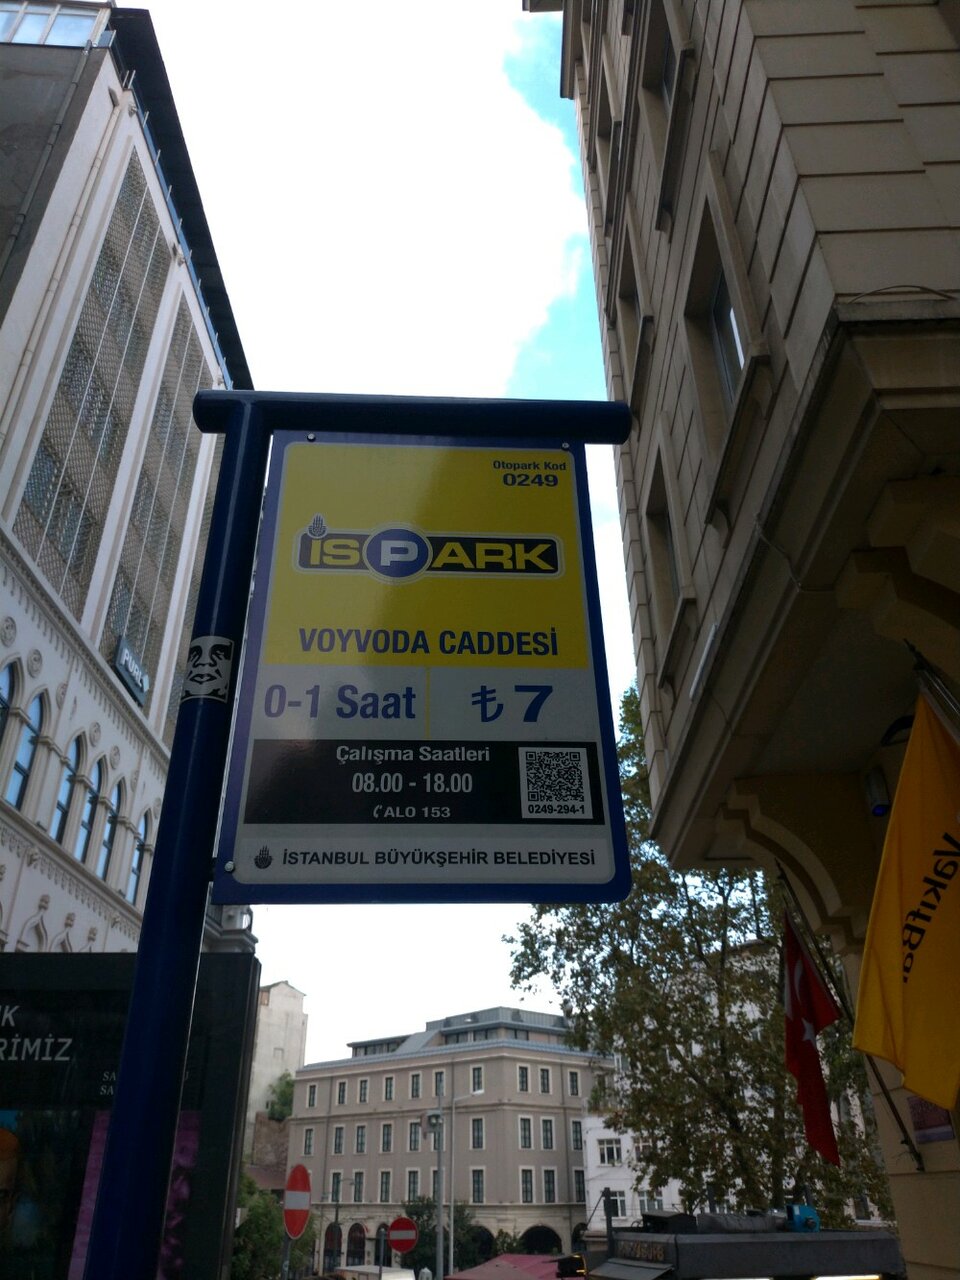 Otopark Kod
0249
İSPARK
VOYVODA CADDESİ
0-1 Saat ₺ 7
Çalışma Saatleri
08.00 - 18.00
ALO 153
0249-294-1
İSTANBUL BÜYÜKŞEHİR BELEDİYESİ
RİMİZ